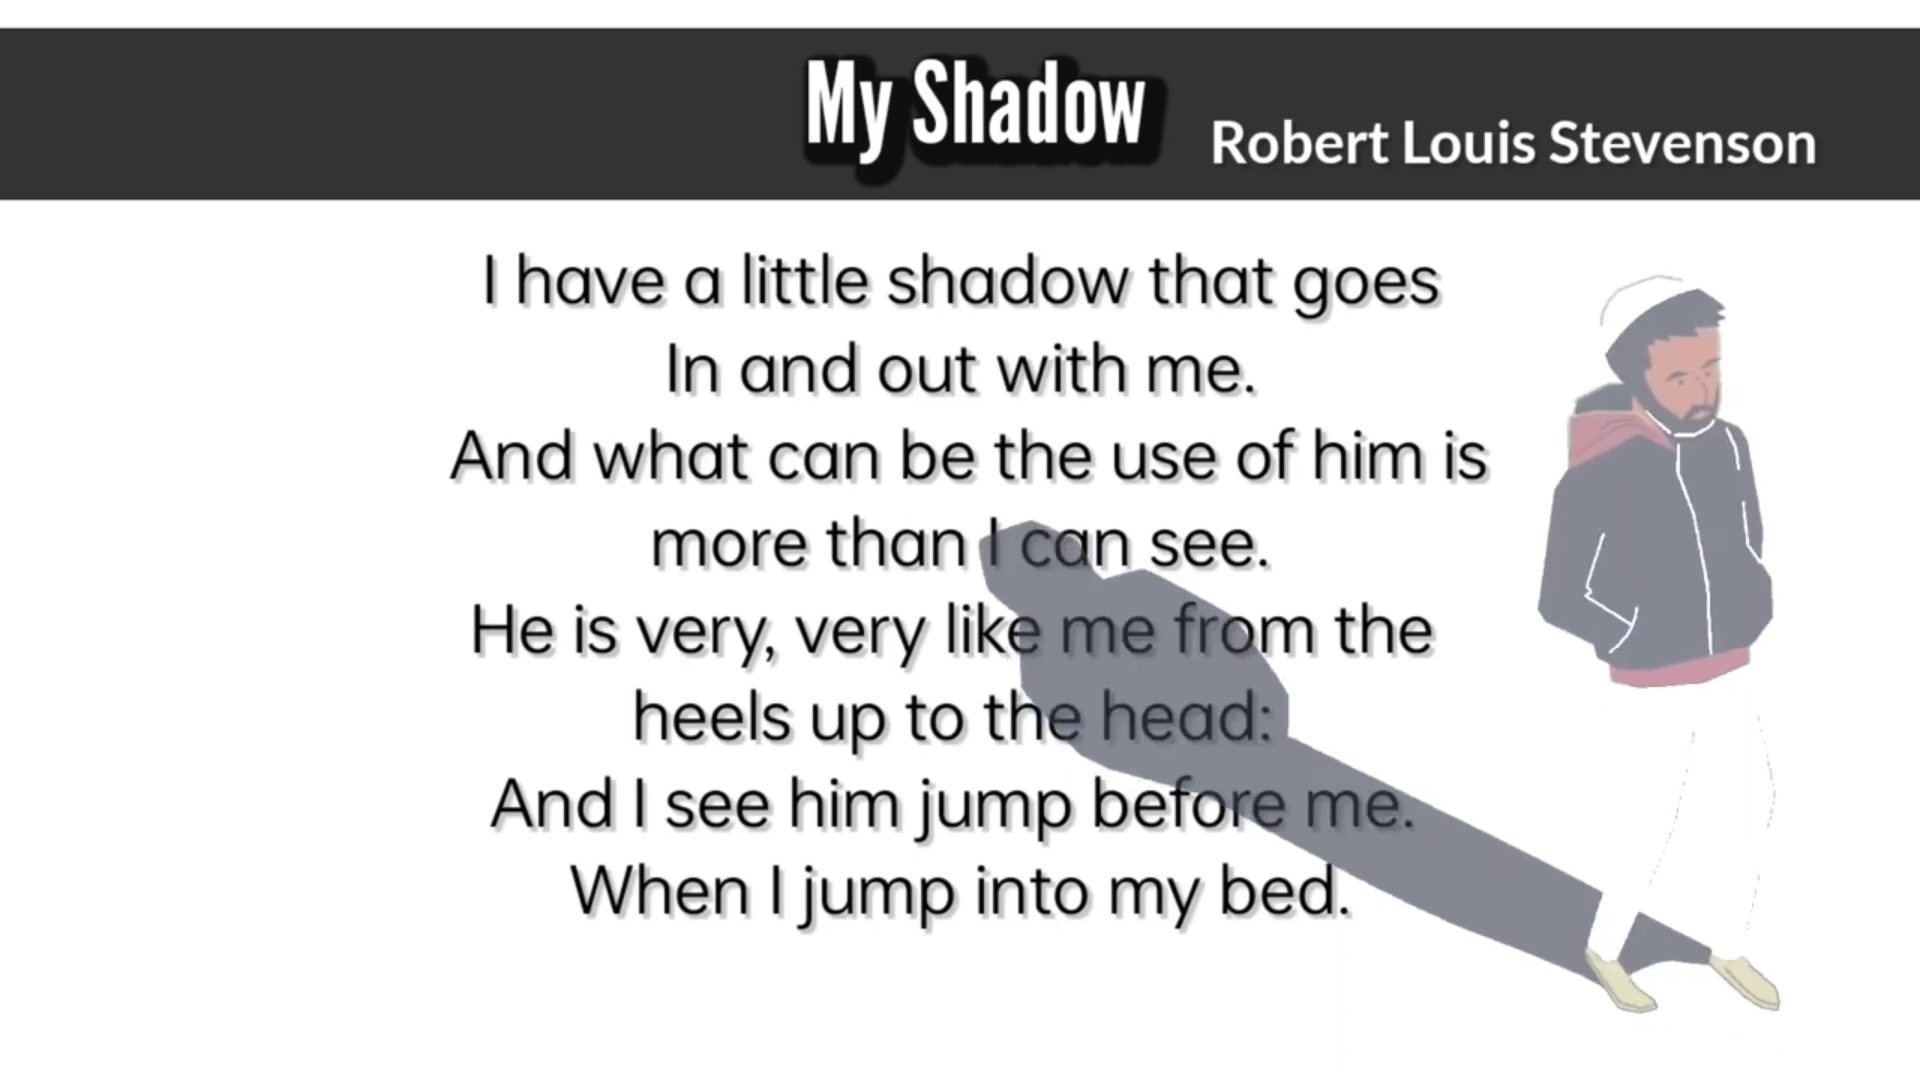 My Shadow
Robert Louis Stevenson
I have a little shadow that goes
In and out with me.
And what can be the use of him is
more than I can see.
He is very, very like me from the
heels up to the head:
And I see him jump before me.
When I jump into my bed.